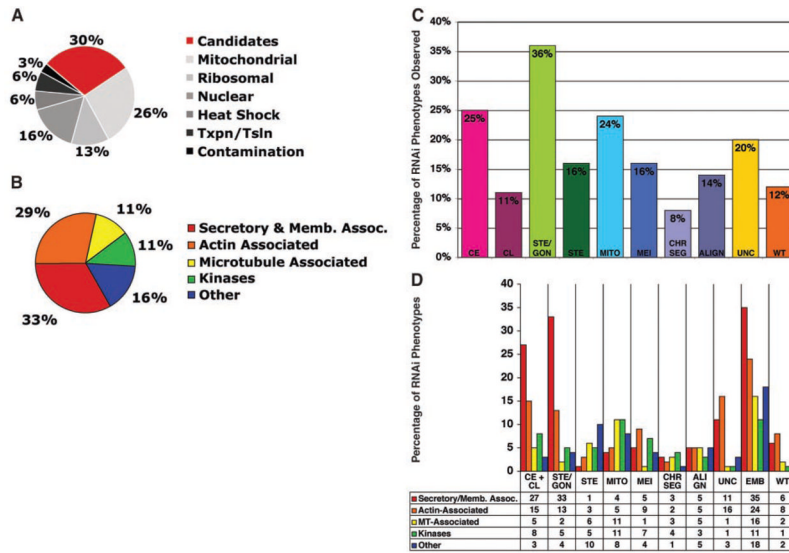 A
30%
3%
6%
6%
16%
13%
26%
Candidates
Mitochondrial
Ribosomal
Nuclear
Heat Shock
Txpn/Tsln
Contamination
B
29%
11%
11%
16%
33%
Secretory & Memb. Assoc.
Actin Associated
Microtubule Associated
Kinases
Other
C
Percentage of RNAi Phenotypes Observed
40%
35%
30%
25%
20%
15%
10%
5%
0%
25%
11%
36%
16%
24%
16%
8%
14%
20%
12%
CE
CL
STE/
GON
STE
MITO
MEI
CHR
SEG
ALIGN
UNC
WT
D
Percentage of RNAi Phenotypes
40
35
30
25
20
15
10
5
0
CE + CL STE/ GON STE MITO MEI CHR SEG ALI GN UNC EMB WT
Secretory/Memb. Assoc. 27 33 1 4 5 3 5 11 35 6
Actin-Associated 15 13 3 5 9 2 5 16 24 8
MT-Associated 5 2 6 11 1 3 5 1 16 2
Kinases 8 5 5 11 7 4 3 1 11 1
Other 3 4 10 8 4 1 5 3 18 2